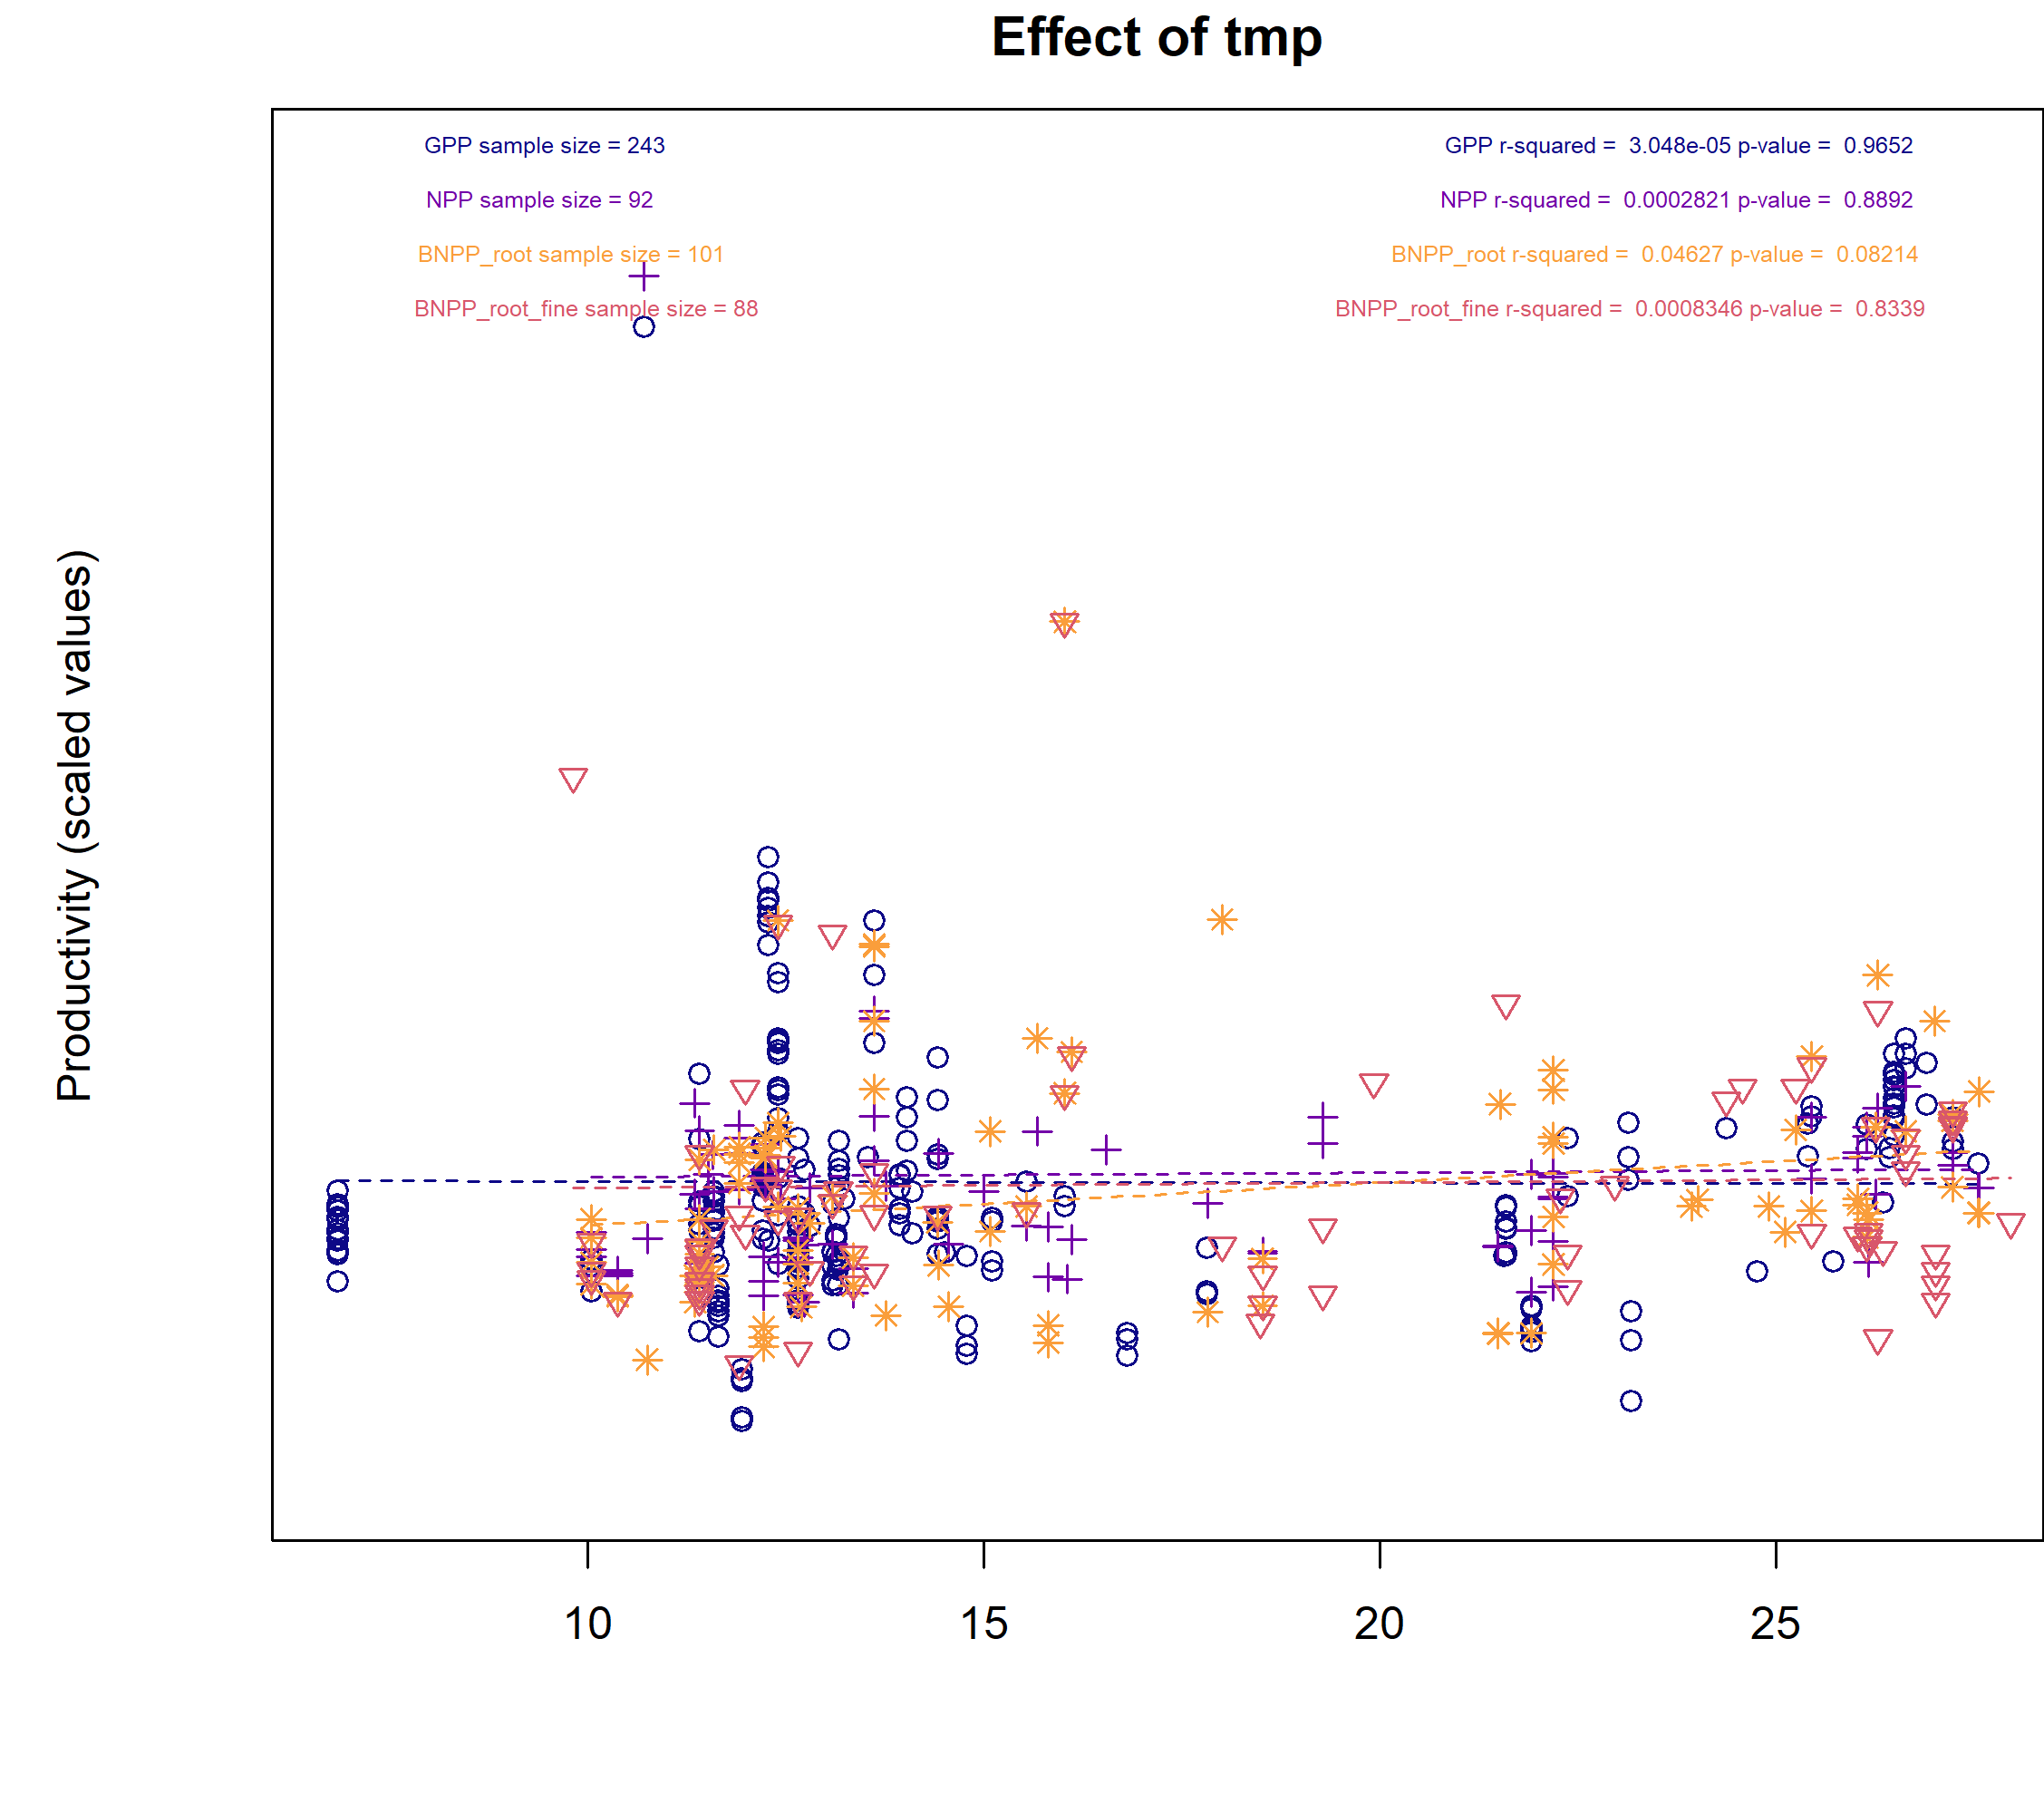 Effect of tmp
GPP sample size = 243
GPP r-squared = 3.048e-05 p-value = 0.9652
NPP sample size = 92
NPP r-squared = 0.0002821 p-value = 0.8892
BNPP_root sample size = 101
BNPP_root r-squared = 0.04627 p-value = 0.08214
BNPP_root_fine sample size = 88
BNPP_root_fine r-squared = 0.0008346 p-value = 0.8339
Productivity (scaled values)
10 15 20 25